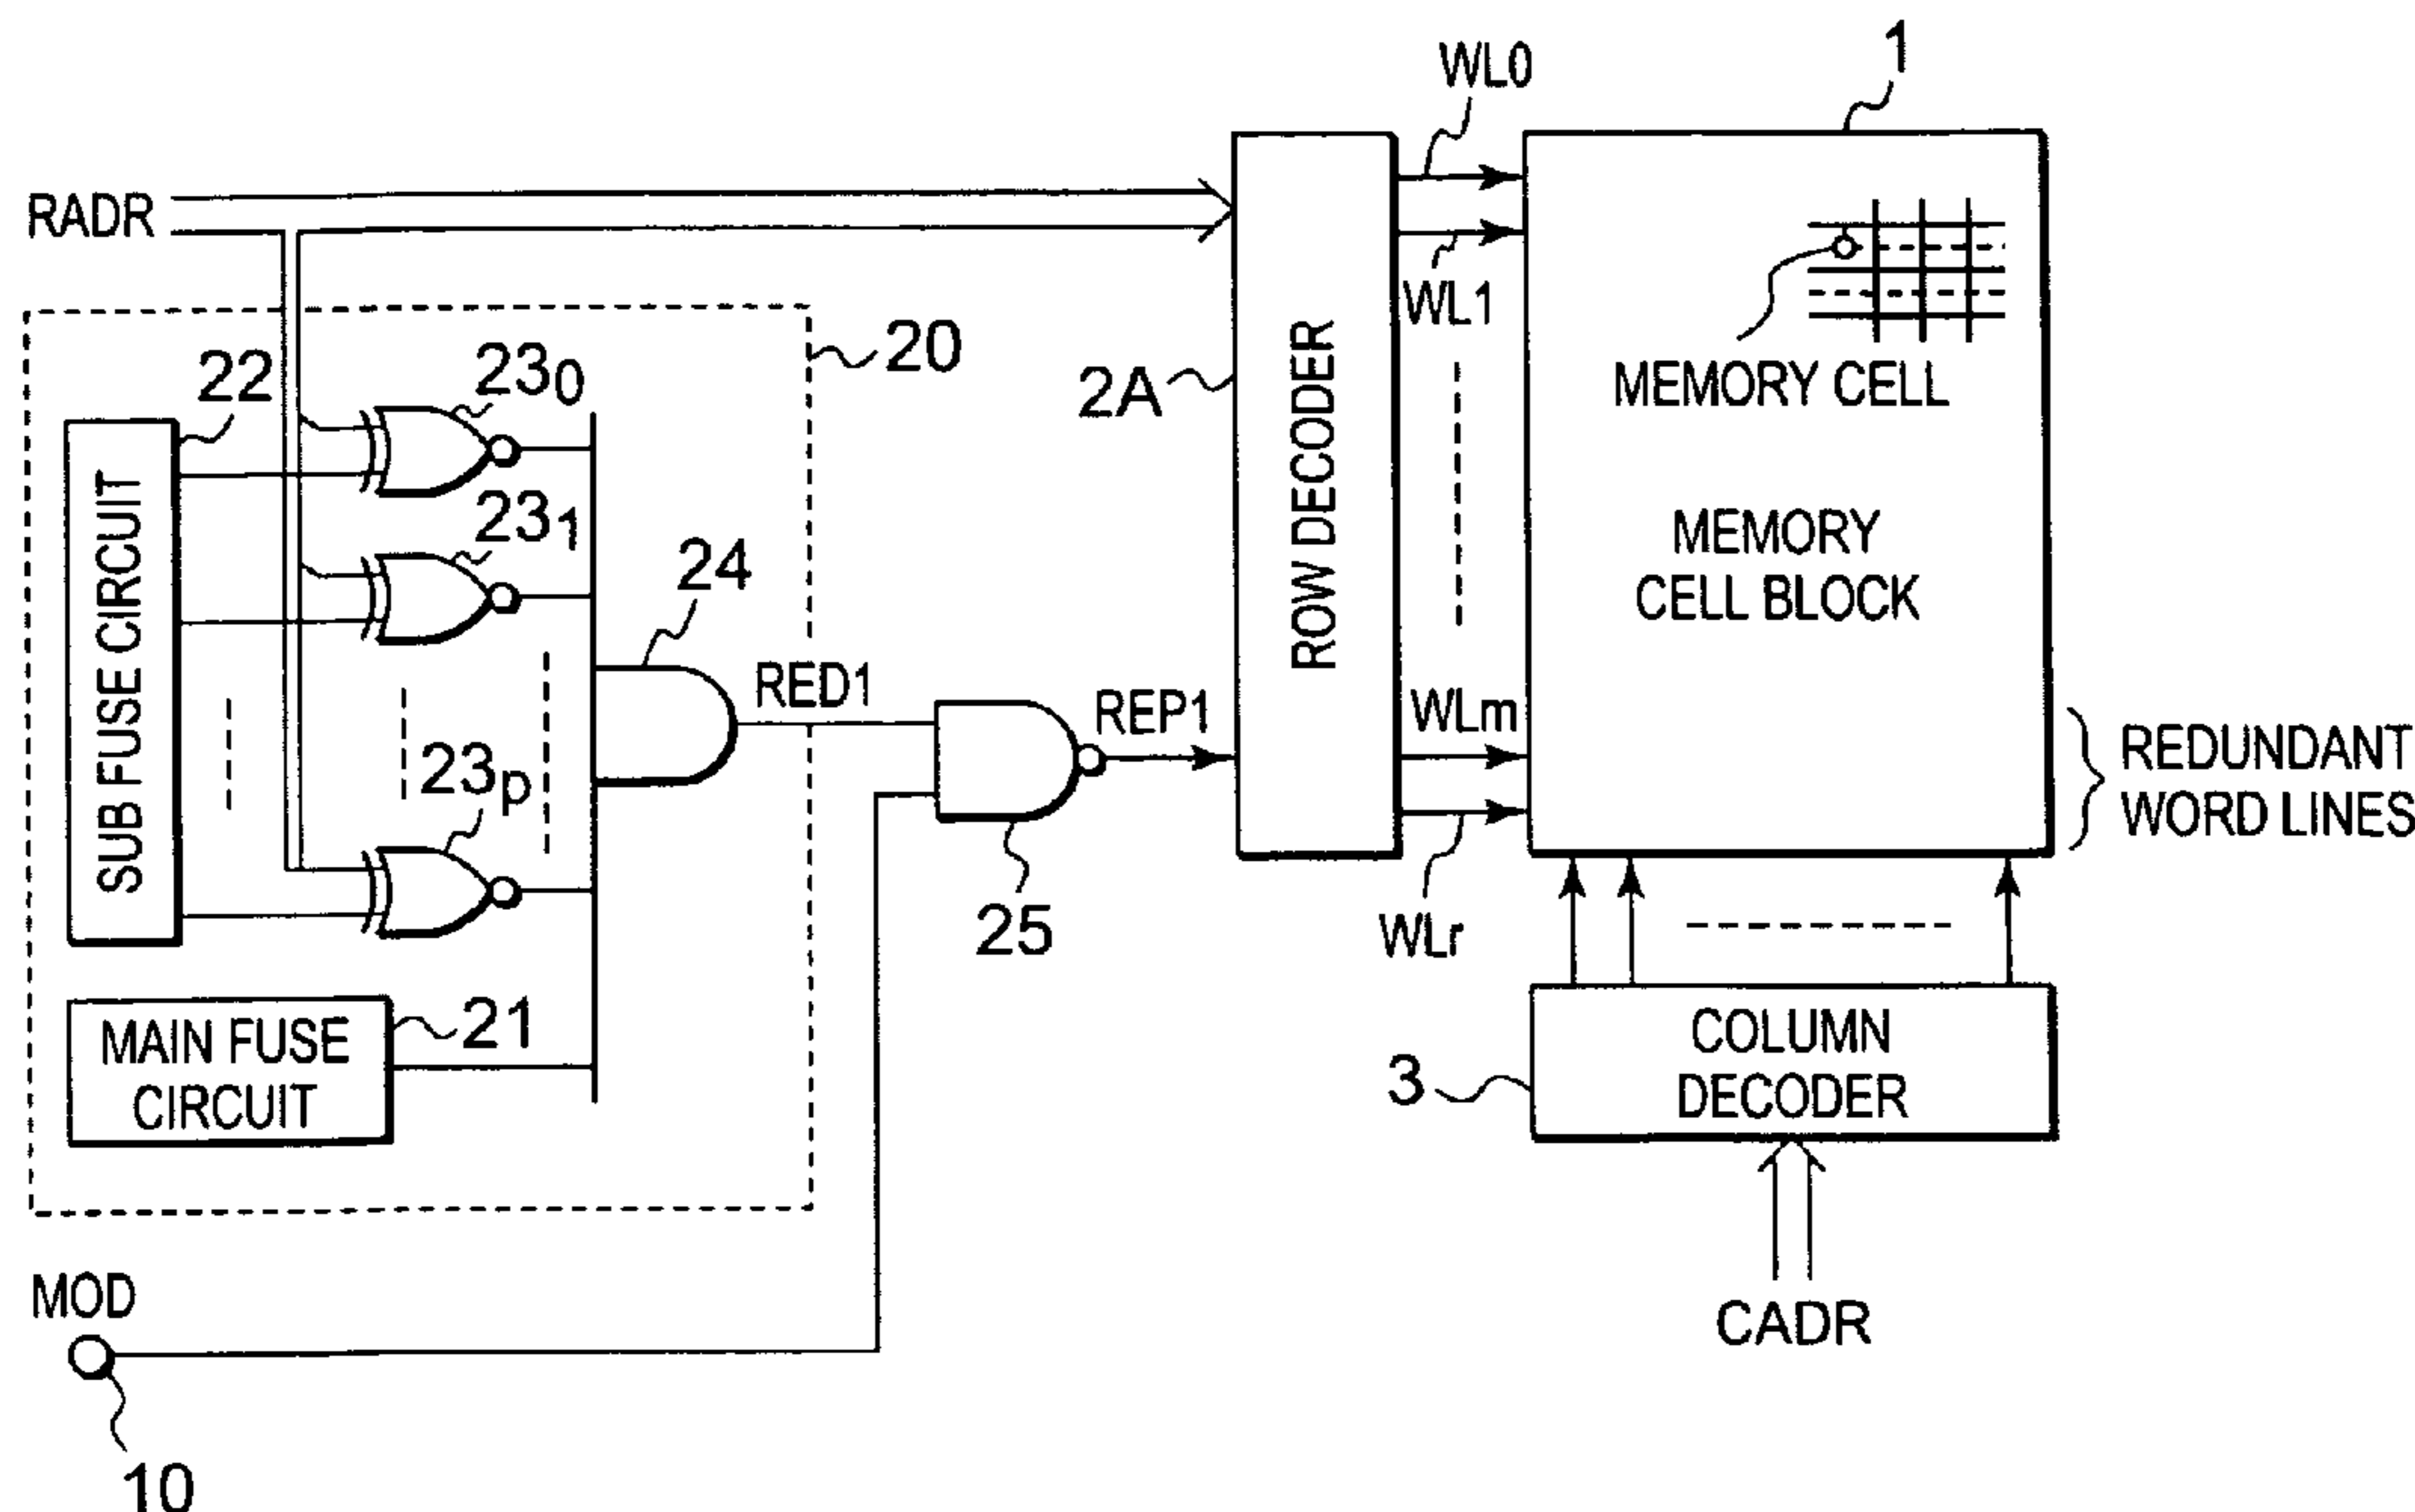 1
WL0
RADR
WL1
20
22
23₀
2A
MEMORY CELL
23₁
24
SUB FUSE CIRCUIT
ROW DECODER
MEMORY
CELL BLOCK
RED1
REP1
WLm
23p
REDUNDANT
WORD LINES
25
WLr
21
MAIN FUSE
CIRCUIT
3
COLUMN
DECODER
MOD
CADR
10